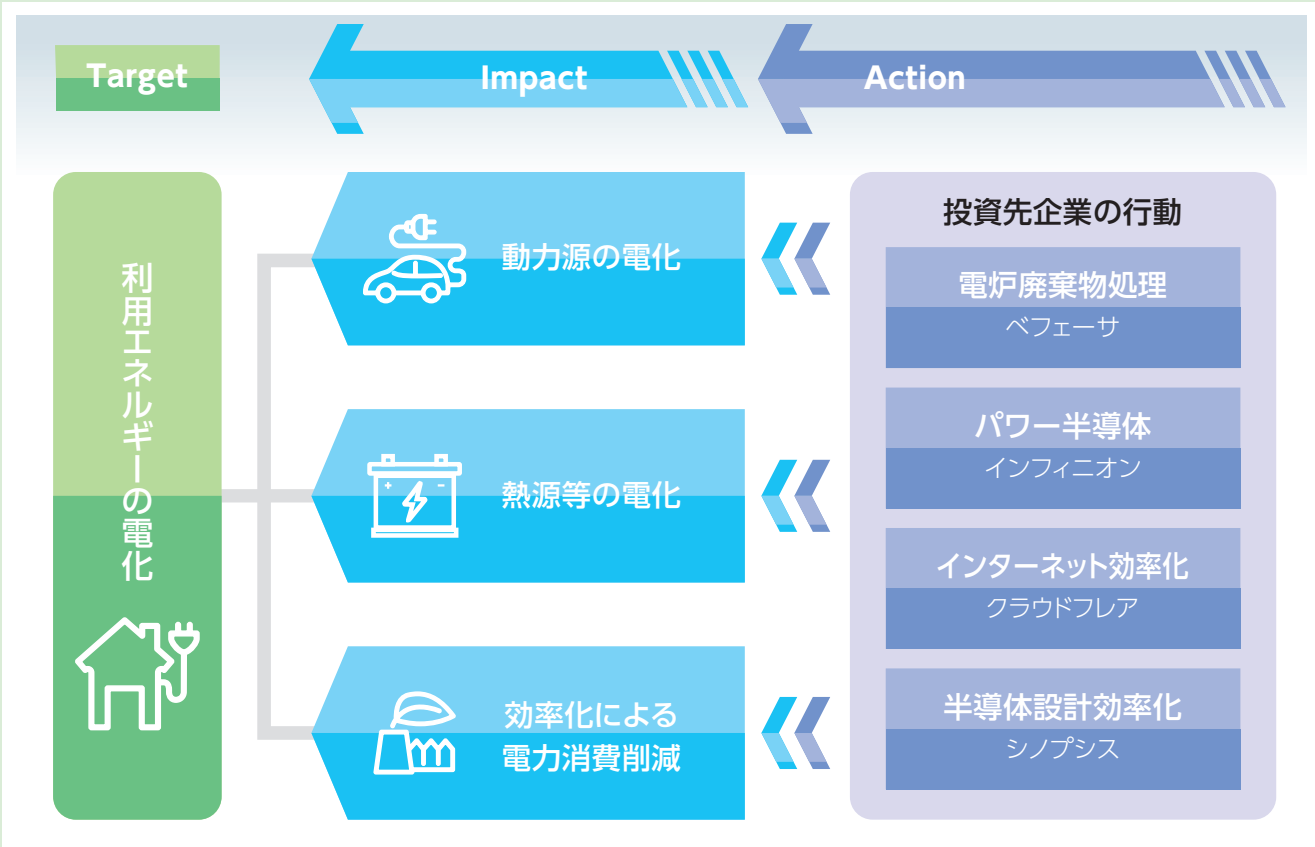 Target
Impact
Action
利用エネルギーの電化
動力源の電化
熱源等の電化
効率化による
電力消費削減
投資先企業の行動
電炉廃棄物処理
ベフェーサ
パワー半導体
インフィニオン
インターネット効率化
クラウドフレア
半導体設計効率化
シノプシス